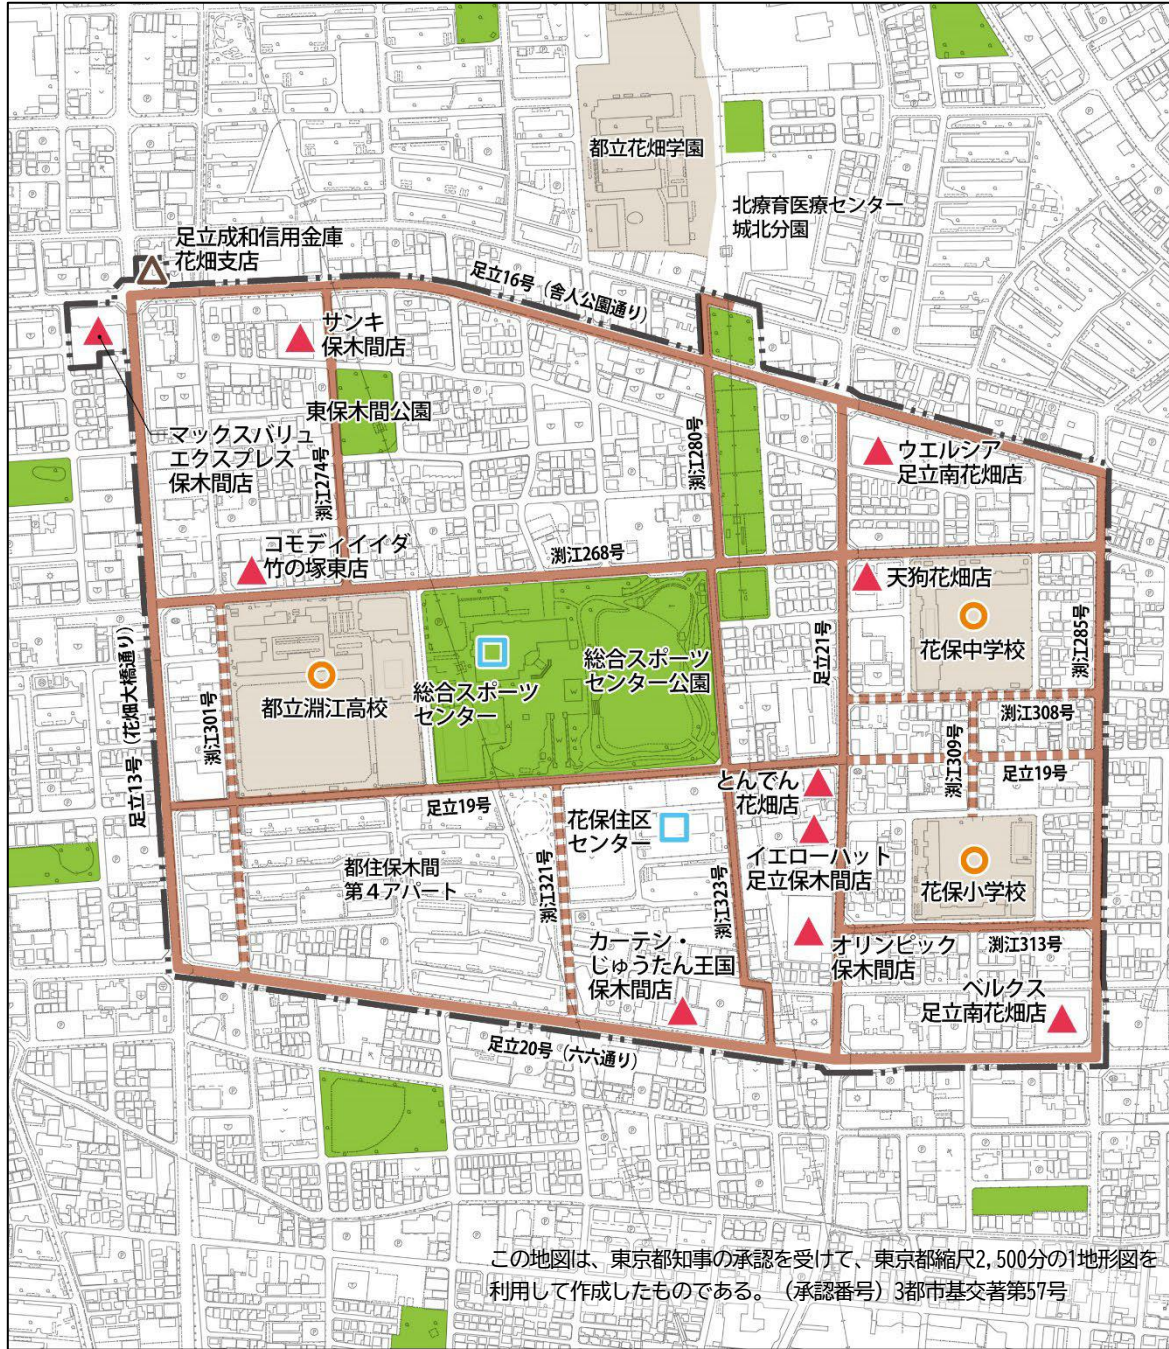 都立花畑学園
北療育医療センター
城北分園
足立成和信用金庫
花畑支店
足立16号(舎人公園通り)
サンキ
保木間店
東保木間公園
マックスバリュ
エクスプレス
保木間店
渕江274号
渕江280号
ウエルシア
足立南花畑店
コモディイイダ
竹の塚東店
渕江268号
天狗花畑店
足立13号(花畑大橋通り)
渕江301号
都立淵江高校
総合スポーツ
センター
総合スポーツ
センター公園
足立21号
花保中学校
渕江285号
渕江308号
渕江309号
足立19号
とんでん
花畑店
足立19号
花保住区
センター
イエローハット
足立保木間店
都住保木間
第4アパート
渕江321号
渕江323号
花保小学校
カーテン・
じゅうたん王国
保木間店
オリンピック
保木間店
渕江313号
ベルクス
足立南花畑店
足立20号(六六通り)
この地図は、東京都知事の承認を受けて、東京都縮尺2,500分の1地形図を
利用して作成したものである。(承認番号)3都市基交著第57号